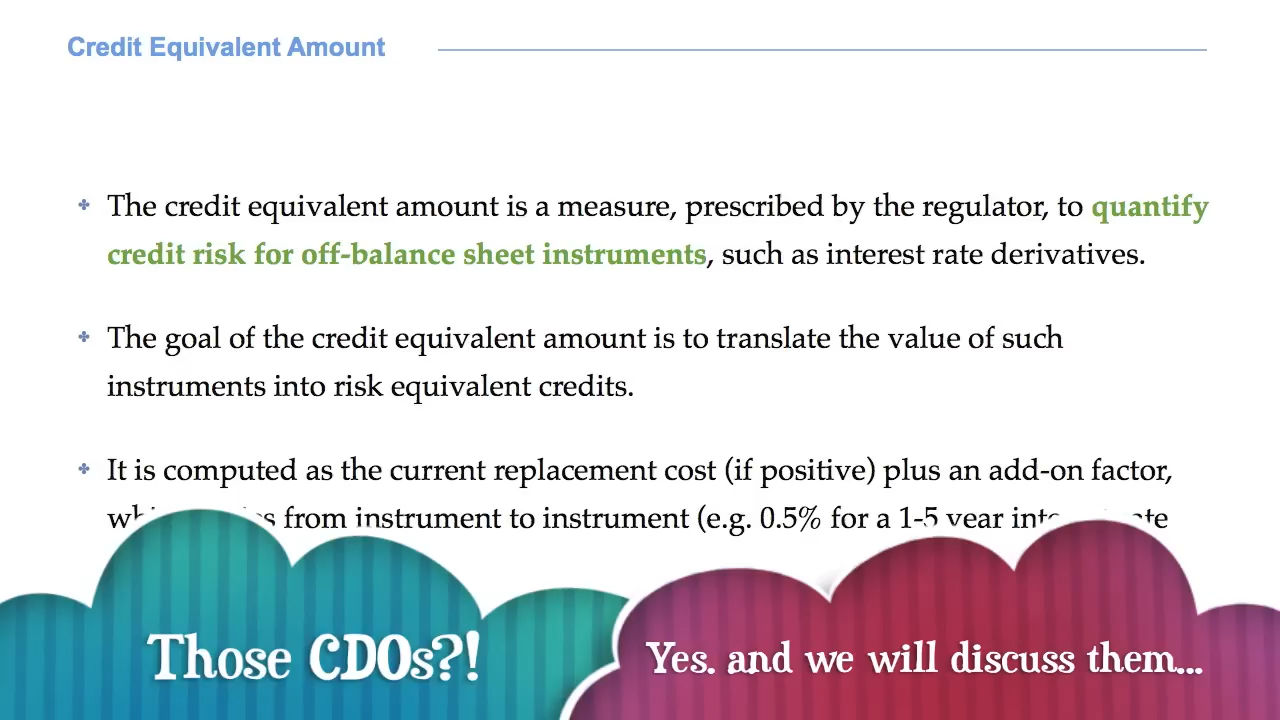 Credit Equivalent Amount
The credit equivalent amount is a measure, prescribed by the regulator, to quantify
credit risk for off-balance sheet instruments, such as interest rate derivatives.
The goal of the credit equivalent amount is to translate the value of such
instruments into risk equivalent credits.
It is computed as the current replacement cost (if positive) plus an add-on factor,
from instrument to instrument (e.g. 0.5% for a 1-5 year
Those CDOs?!
Yes. and we will discuss them...